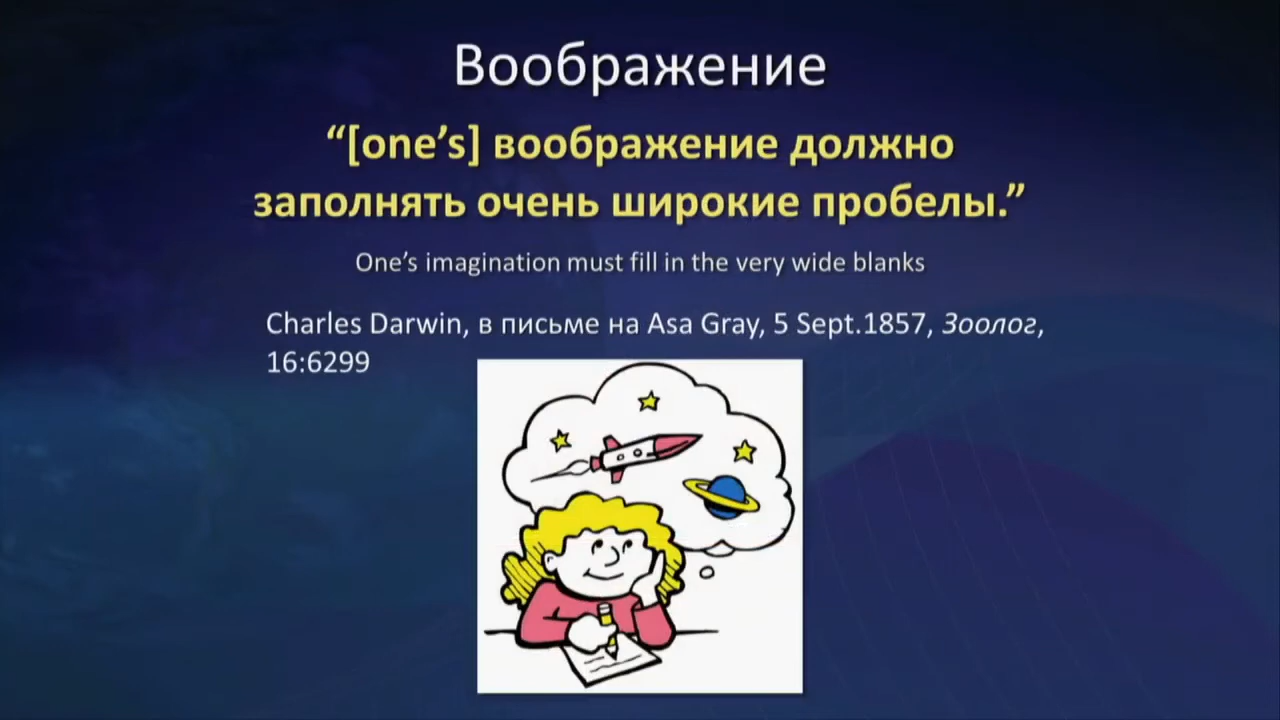 Воображение
“[one’s] воображение должно
заполнять очень широкие пробелы.”
One’s imagination must fill in the very wide blanks
Charles Darwin, в письме на Asa Gray, 5 Sept.1857, Зоолог,
16:6299